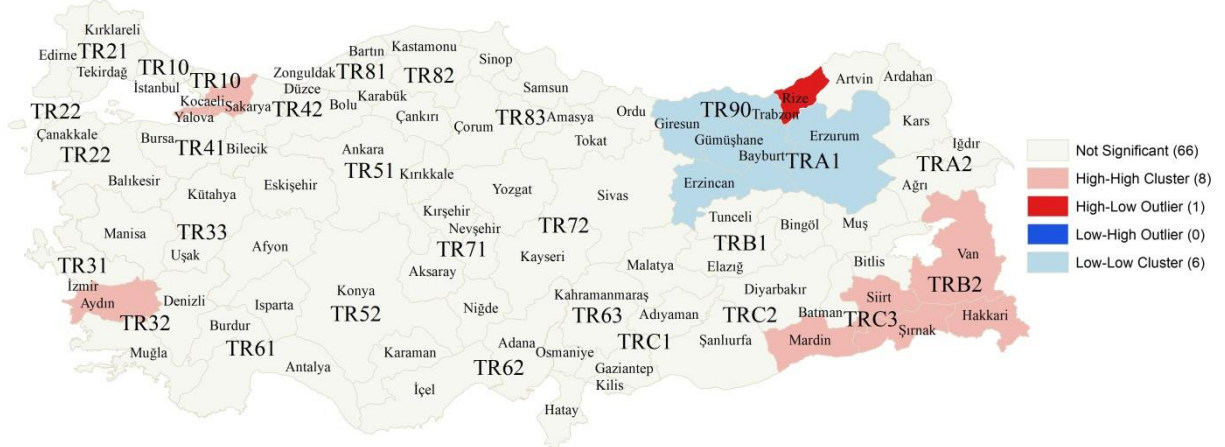 Kırklareli
Edirne
TR21
Tekirdağ
TR10
İstanbul
TR10
Kocaeli
Yalova
Sakarya
Zonguldak
Düzce
TR42
Bartın
TR81
Karabük
Bolu
Kastamonu
TR82
Çankırı
Sinop
Samsun
TR83
Amasya
Çorum
Tokat
Ordu
Giresun
TR90
Trabzon
Rize
Artvin
Ardahan
Kars
Gümüşhane
Bayburt
Erzurum
TRA1
Erzincan
Iğdır
TRA2
Ağrı
TR22
Çanakkale
TR22
Bursa
TR41
Bilecik
Balıkesir
Kütahya
Eskişehir
Ankara
TR51
Kırıkkale
Yozgat
Sivas
Kırşehir
Nevşehir
TR71
Aksaray
TR72
Kayseri
Tunceli
Bingöl
Muş
TRB1
Elazığ
Malatya
Bitlis
Van
TRB2
Hakkari
Manisa
TR33
Uşak
Afyon
TR31
İzmir
Aydın
Denizli
TR32
Muğla
Isparta
Burdur
TR61
Antalya
Konya
TR52
Karaman
Niğde
İçel
Adana
TR62
Osmaniye
Hatay
Kahramanmaraş
TR63
Adıyaman
TRC1
Gaziantep
Kilis
Şanlıurfa
Diyarbakır
TRC2
Batman
Mardin
Siirt
TRC3
Şırnak
Not Significant (66)
High-High Cluster (8)
High-Low Outlier (1)
Low-High Outlier (0)
Low-Low Cluster (6)